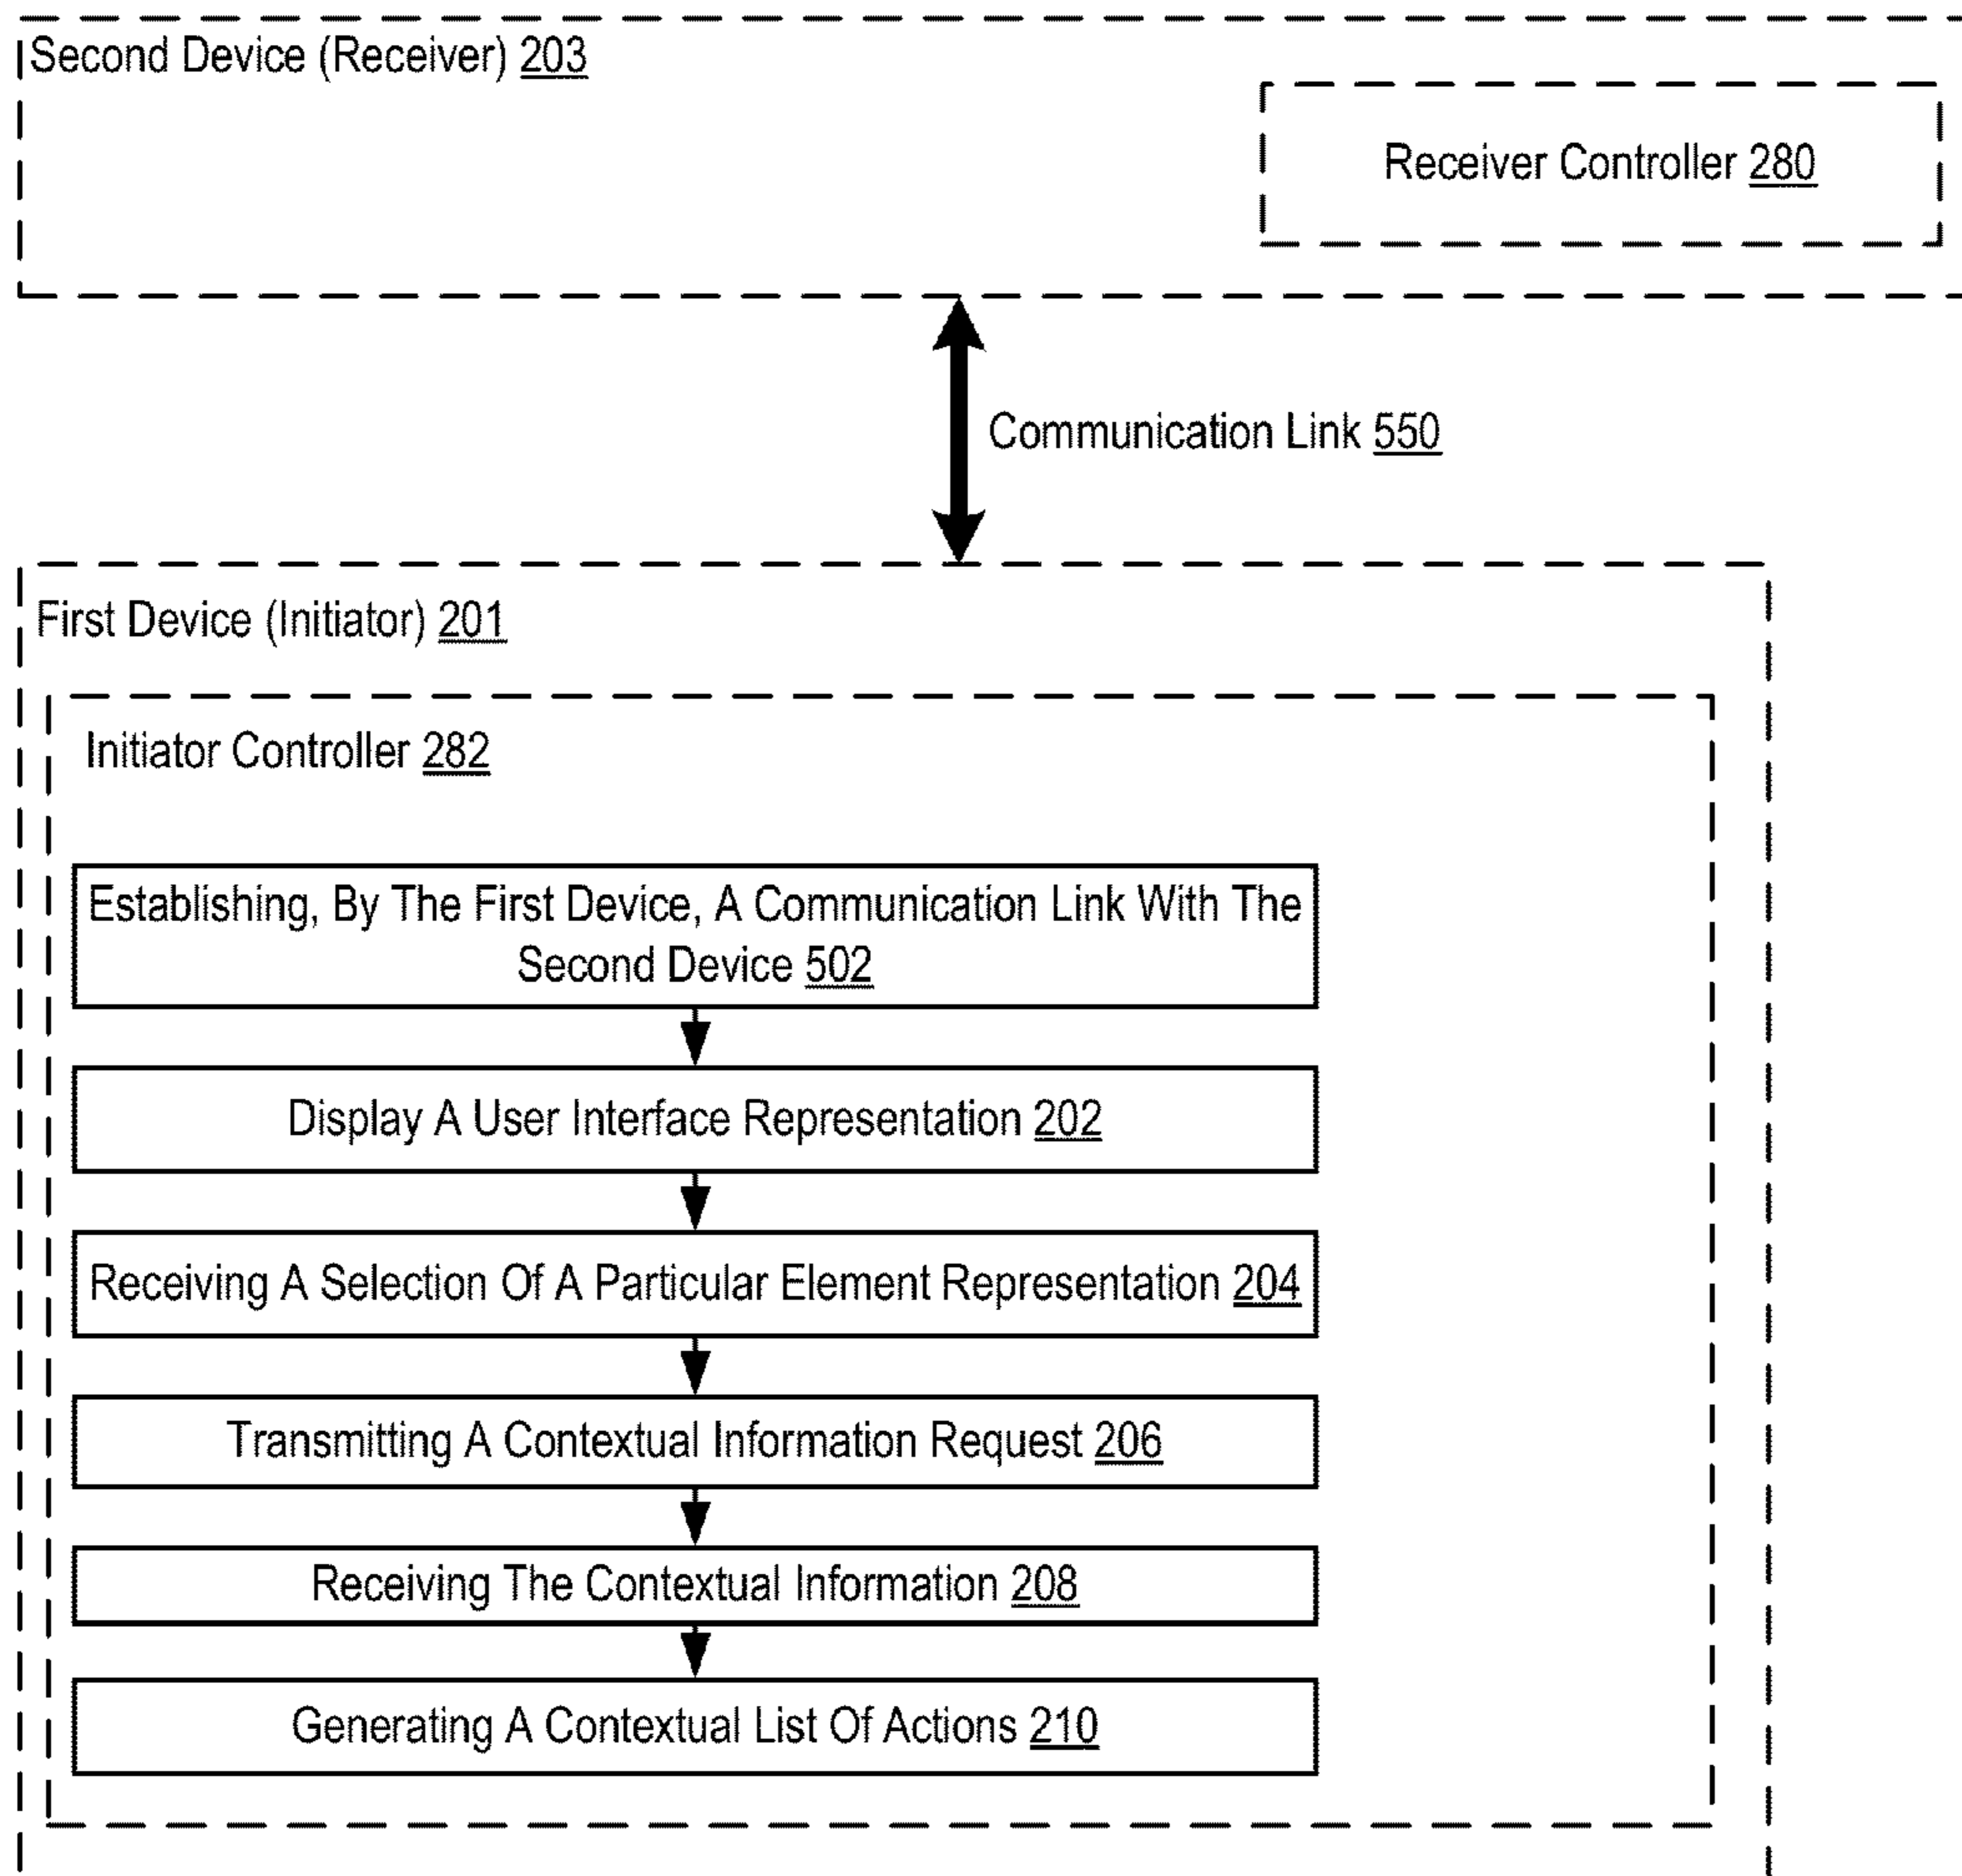 Second Device (Receiver) 203
Receiver Controller 280
Communication Link 550
First Device (Initiator) 201
Initiator Controller 282
Establishing, By The First Device, A Communication Link With The
Second Device 502
Display A User Interface Representation 202
Receiving A Selection Of A Particular Element Representation 204
Transmitting A Contextual Information Request 206
Receiving The Contextual Information 208
Generating A Contextual List Of Actions 210